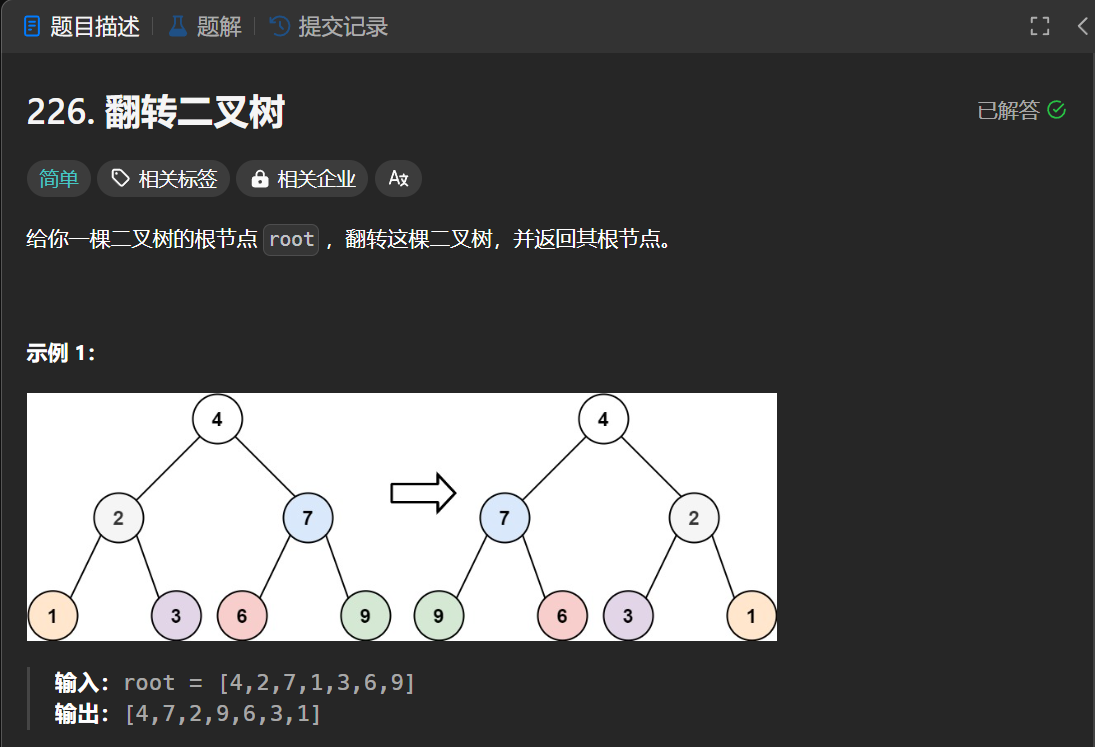 题目描述 题解 提交记录
226. 翻转二叉树 已解答
简单 相关标签 相关企业 A文
给你一棵二叉树的根节点 root ，翻转这棵二叉树，并返回其根节点。
示例 1：
4 4
2 7 7 2
1 3 6 9 9 6 3 1
输入：root = [4,2,7,1,3,6,9]
输出：[4,7,2,9,6,3,1]